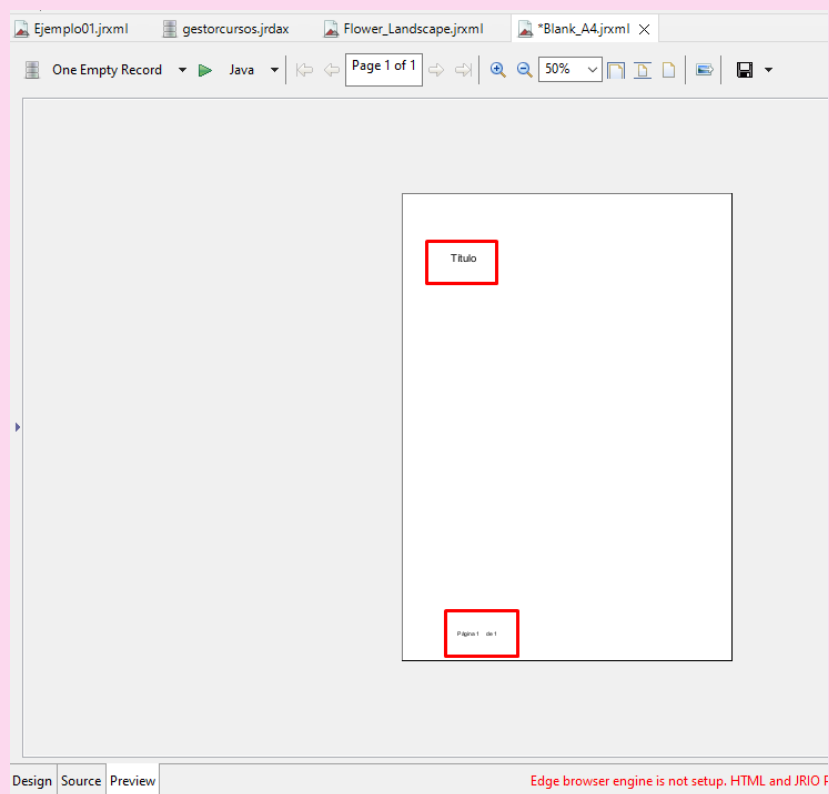 Ejemplo01.jrxml gestorcursos.jrdax Flower_Landscape.jrxml *Blank_A4.jrxml
One Empty Record Java Page 1 of 1 50%
Título
Página 1 de 1
Design Source Preview Edge browser engine is not setup. HTML and JRIO